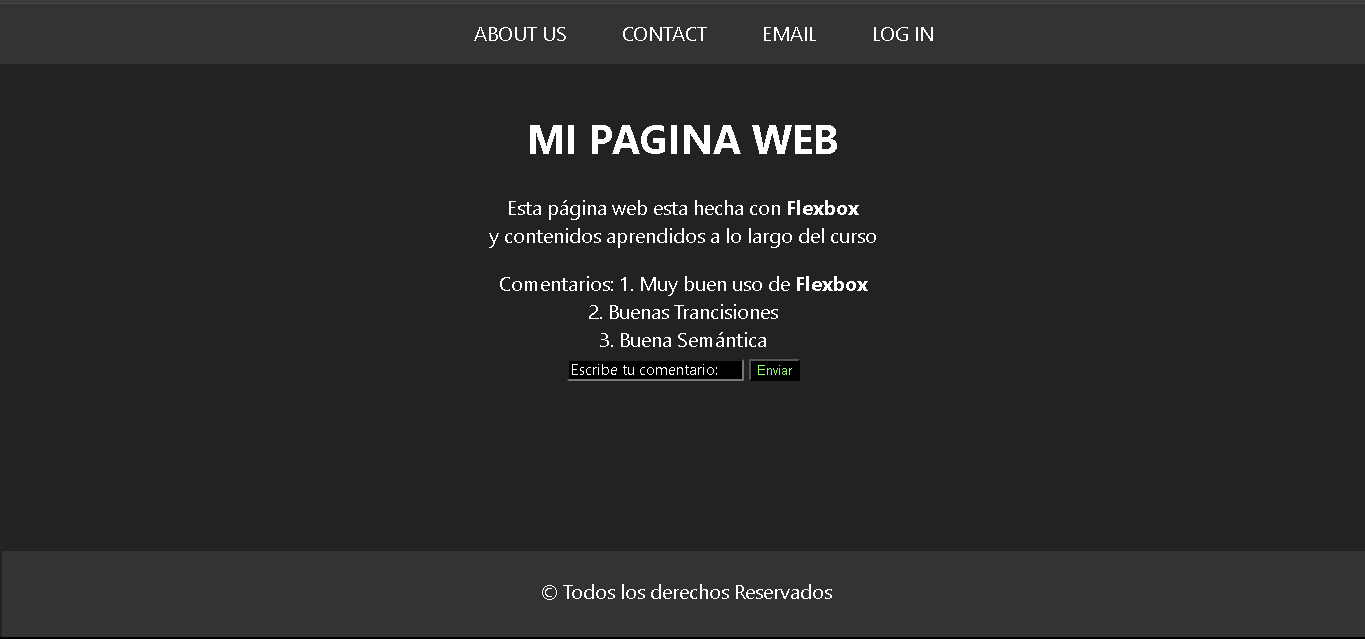 ABOUT US CONTACT EMAIL LOG IN
MI PAGINA WEB
Esta página web esta hecha con Flexbox
y contenidos aprendidos a lo largo del curso
Comentarios: 1. Muy buen uso de Flexbox
2. Buenas Trancisiones
3. Buena Semántica
Escribe tu comentario: Enviar
© Todos los derechos Reservados